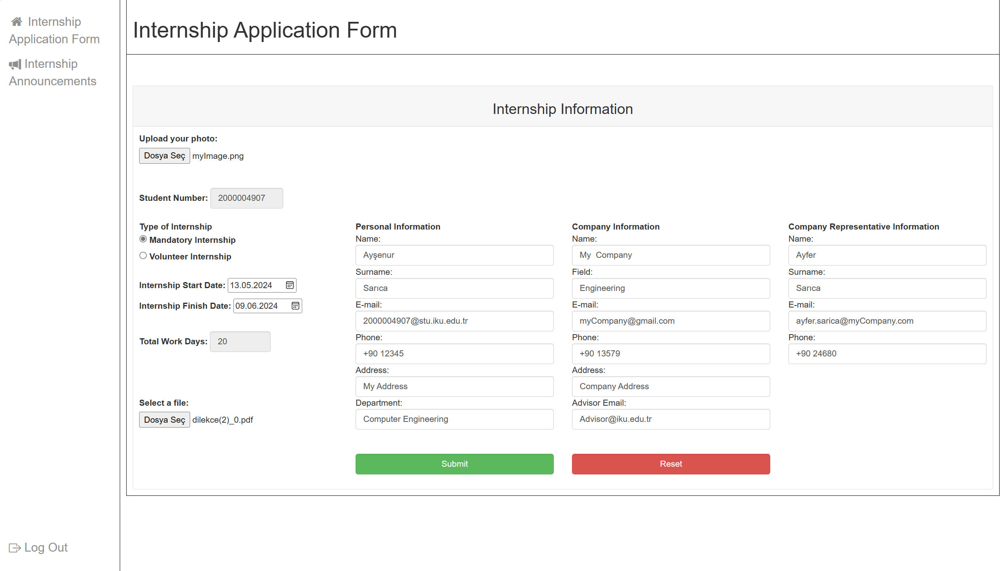 Internship
Application Form
Internship
Announcements
Log Out
Internship Application Form
Internship Information
Upload your photo:
Dosya Seç myImage.png
Student Number: 2000004907
Type of Internship
Mandatory Internship
Volunteer Internship
Internship Start Date: 13.05.2024
Internship Finish Date: 09.06.2024
Total Work Days: 20
Select a file:
Dosya Seç dilekce(2)_0.pdf
Personal Information
Name:
Ayşenur
Surname:
Sarıca
E-mail:
2000004907@stu.iku.edu.tr
Phone:
+90 12345
Address:
My Address
Department:
Computer Engineering
Submit
Company Information
Name:
My  Company
Field:
Engineering
E-mail:
myCompany@gmail.com
Phone:
+90 13579
Address:
Company Address
Advisor Email:
Advisor@iku.edu.tr
Reset
Company Representative Information
Name:
Ayfer
Surname:
Sarıca
E-mail:
ayfer.sarica@myCompany.com
Phone:
+90 24680